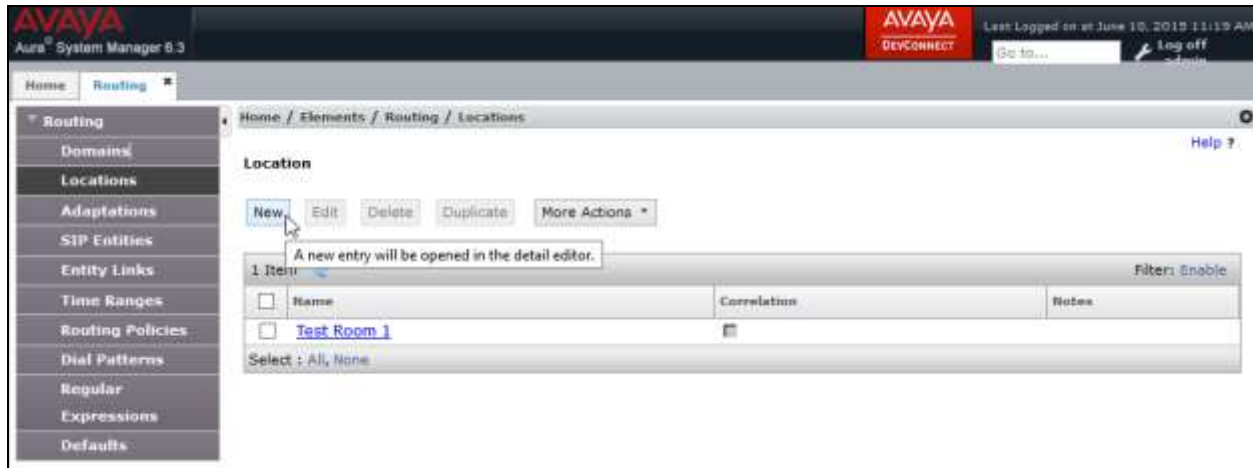 AVAYA
Aura® System Manager 6.3
AVAYA
DEVCONNECT
Last Logged on at June 10, 2015 11:19 AM
Go to...
Log off
admin
Home
Routing
Routing
Domains
Locations
Adaptations
SIP Entities
Entity Links
Time Ranges
Routing Policies
Dial Patterns
Regular
Expressions
Defaults
Home / Elements / Routing / Locations
Help ?
Location
New Edit Delete Duplicate More Actions
A new entry will be opened in the detail editor.
1 Item Filter: Enable
Name Correlation Notes
Test Room 1
Select : All, None